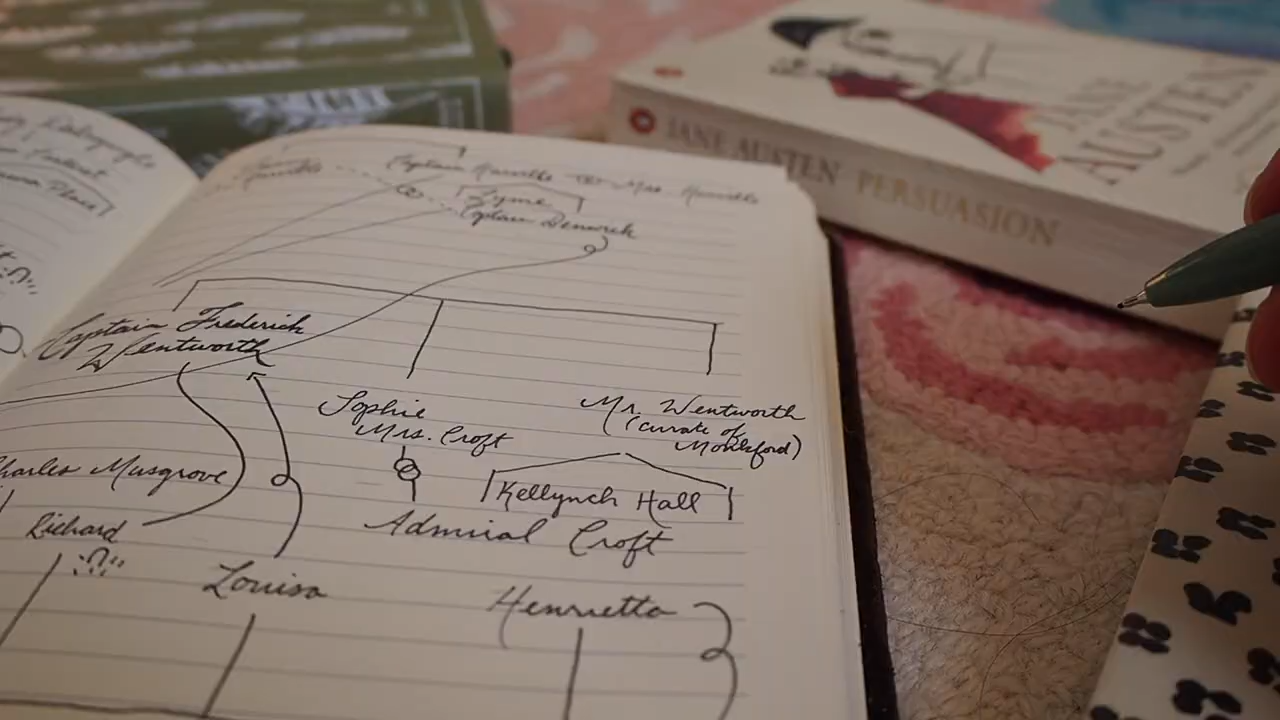 Captain Harville Mrs. Harville
Lyme
Captain Benwick
Captain Frederick
Wentworth
Sophie
Mrs. Croft
Mr. Wentworth
(curate of
Monkford)
Charles Musgrove
Kellynch Hall
Richard
Admiral Croft
Louisa
Henrietta
JANE AUSTEN PERSUASION
JANE
AUSTEN